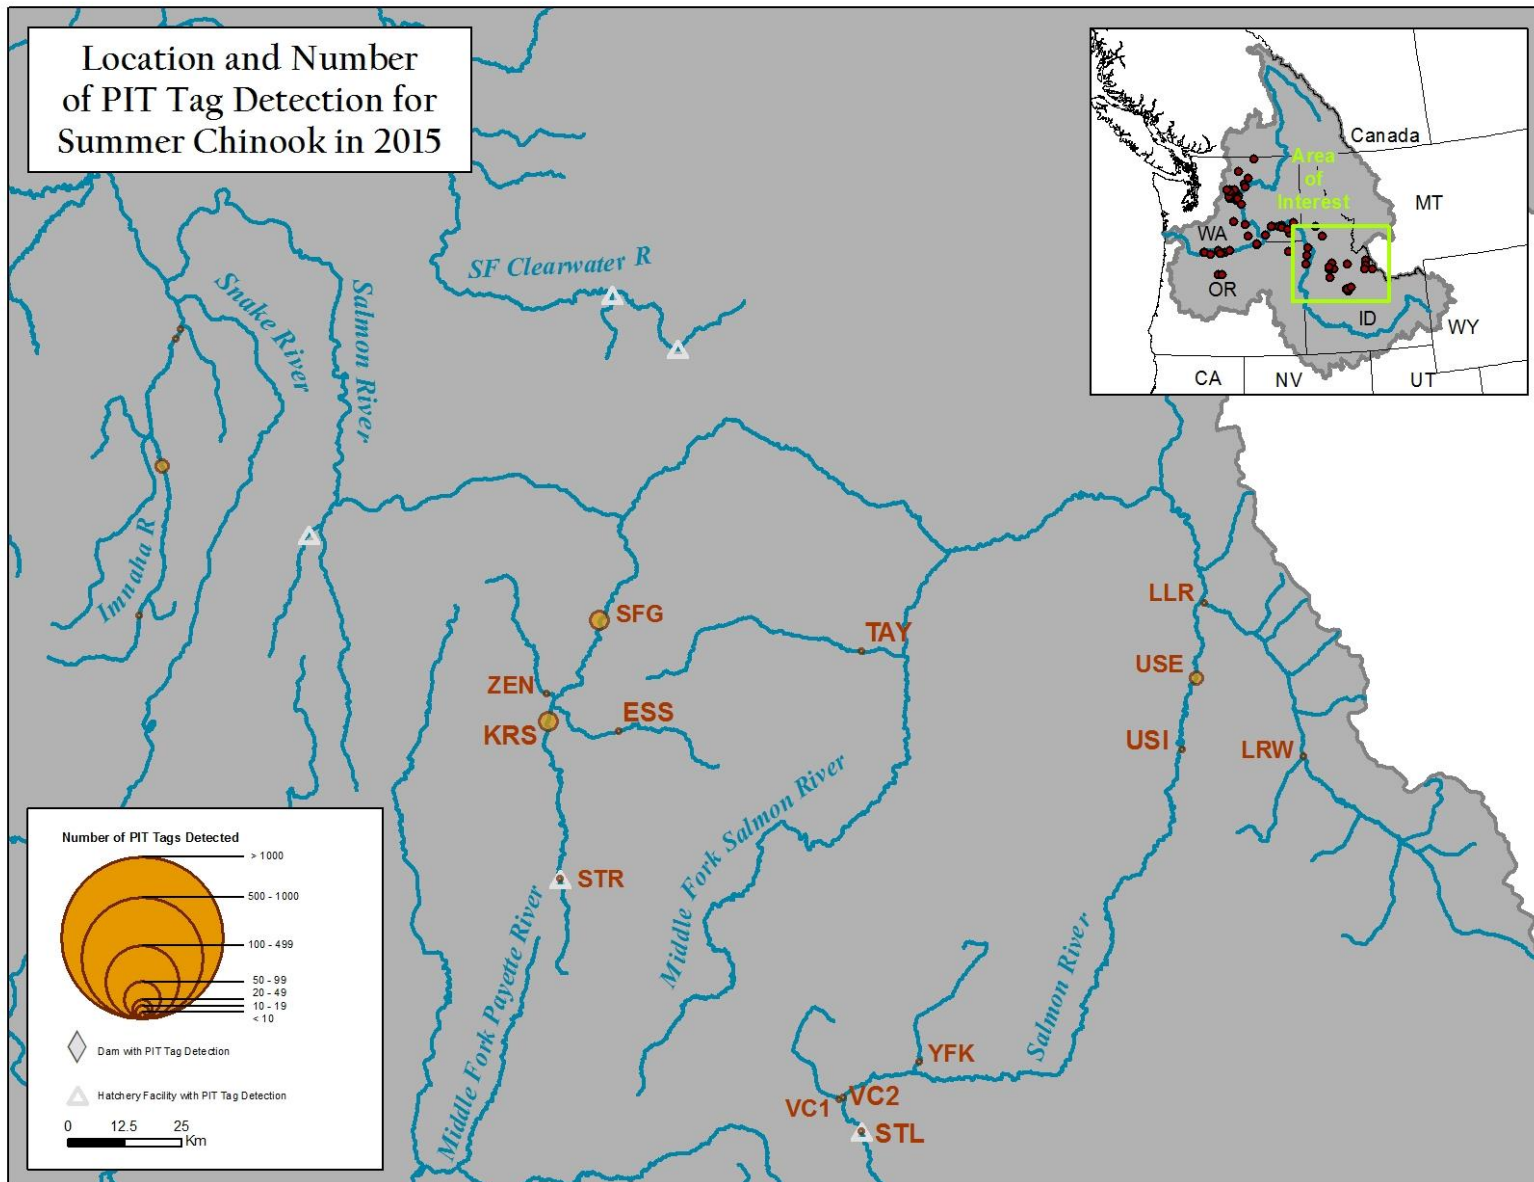 Location and Number
of PIT Tag Detection for
Summer Chinook in 2015
Canada
Area
of
Interest
MT
WA
OR
ID
WY
CA
NV
UT
SF Clearwater R
Snake River
Salmon River
Imnaha R
SFG
TAY
LLR
USE
ZEN
ESS
KRS
USI
LRW
STR
Middle Fork Salmon River
Middle Fork Payette River
Salmon River
YFK
VC2
VC1
STL
Number of PIT Tags Detected
> 1000
500 - 1000
100 - 499
50 - 99
20 - 49
10 - 19
< 10
Dam with PIT Tag Detection
Hatchery Facility with PIT Tag Detection
0 12.5 25
Km